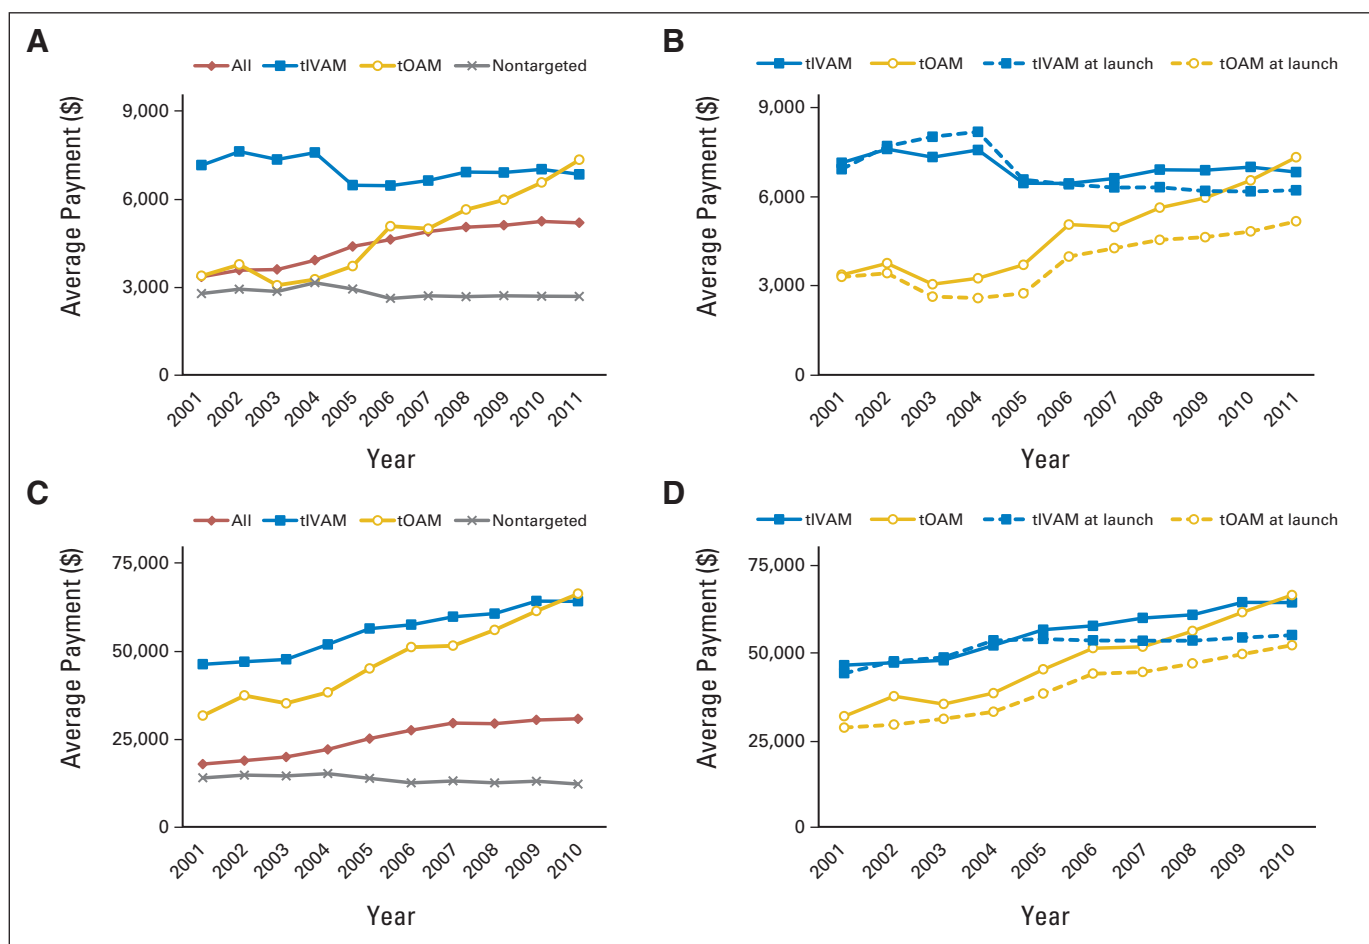 A
All tIVAM tOAM Nontargeted
Average Payment ($)
9,000
6,000
3,000
0
2001 2002 2003 2004 2005 2006 2007 2008 2009 2010 2011
Year
B
tIVAM tOAM tIVAM at launch tOAM at launch
Average Payment ($)
9,000
6,000
3,000
0
2001 2002 2003 2004 2005 2006 2007 2008 2009 2010 2011
Year
C
All tIVAM tOAM Nontargeted
Average Payment ($)
75,000
50,000
25,000
0
2001 2002 2003 2004 2005 2006 2007 2008 2009 2010
Year
D
tIVAM tOAM tIVAM at launch tOAM at launch
Average Payment ($)
75,000
50,000
25,000
0
2001 2002 2003 2004 2005 2006 2007 2008 2009 2010
Year